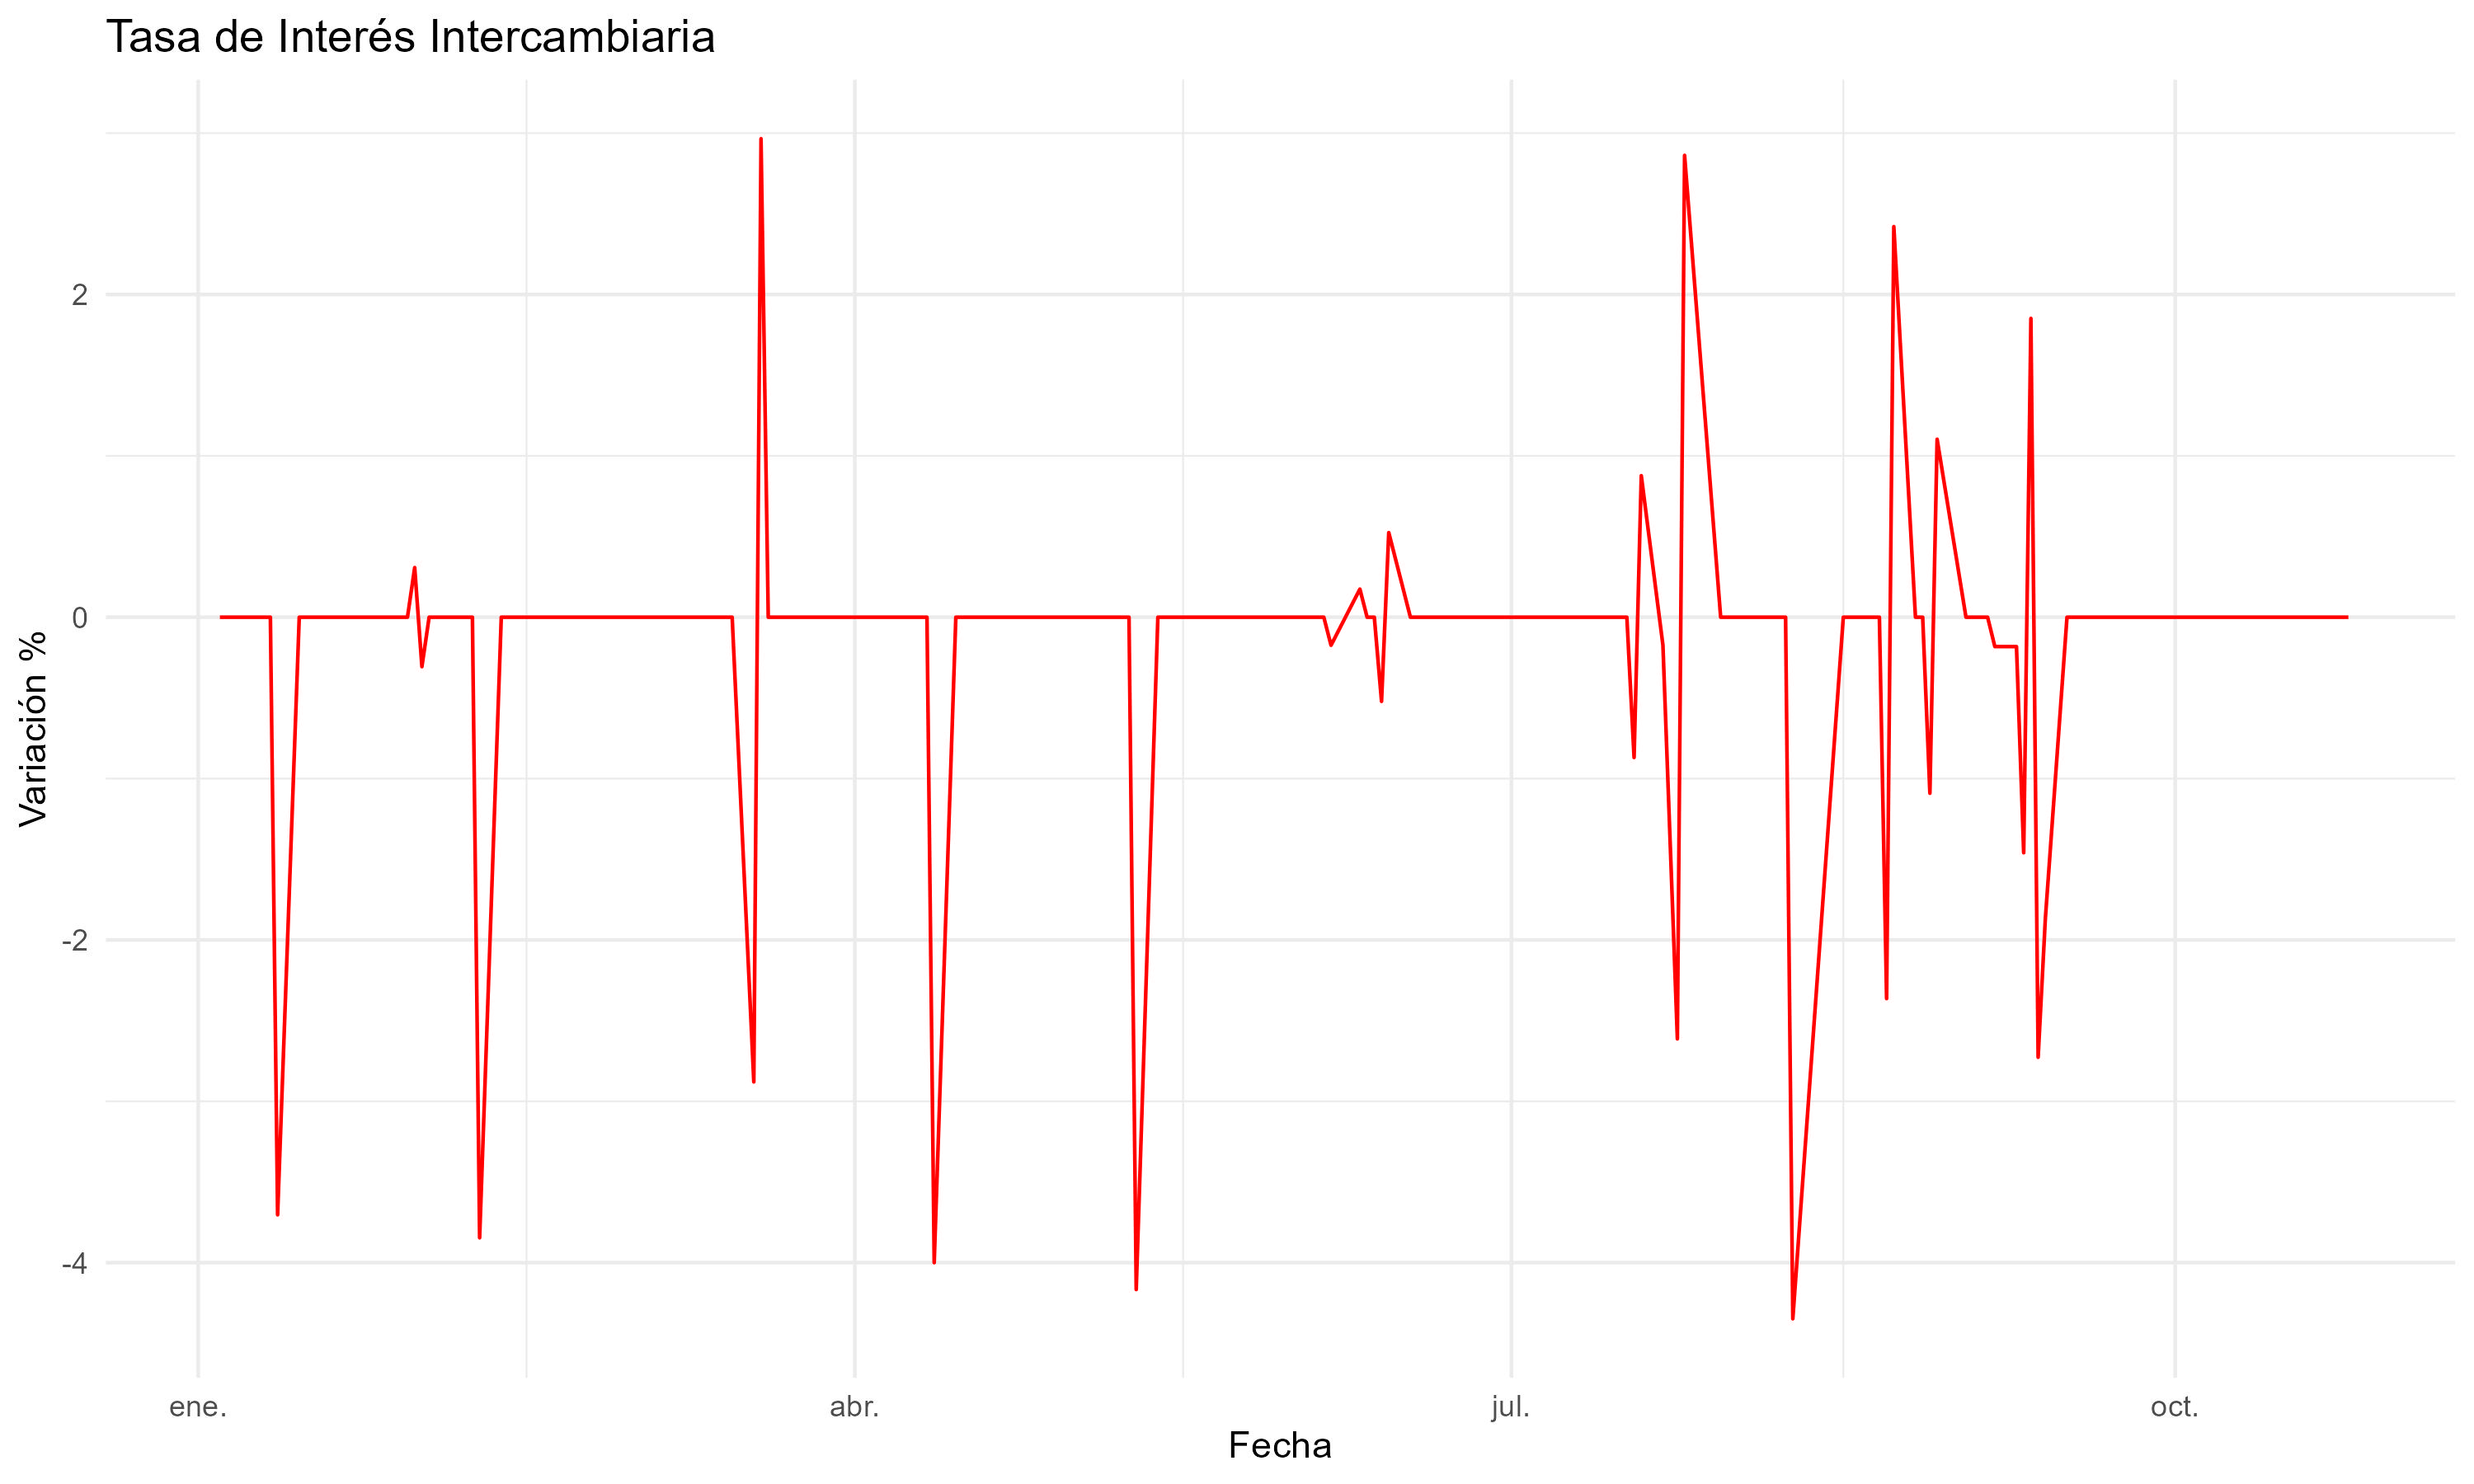 Tasa de Interés Intercambiaria
Variación %
2
0
-2
-4
ene.
abr.
jul.
oct.
Fecha